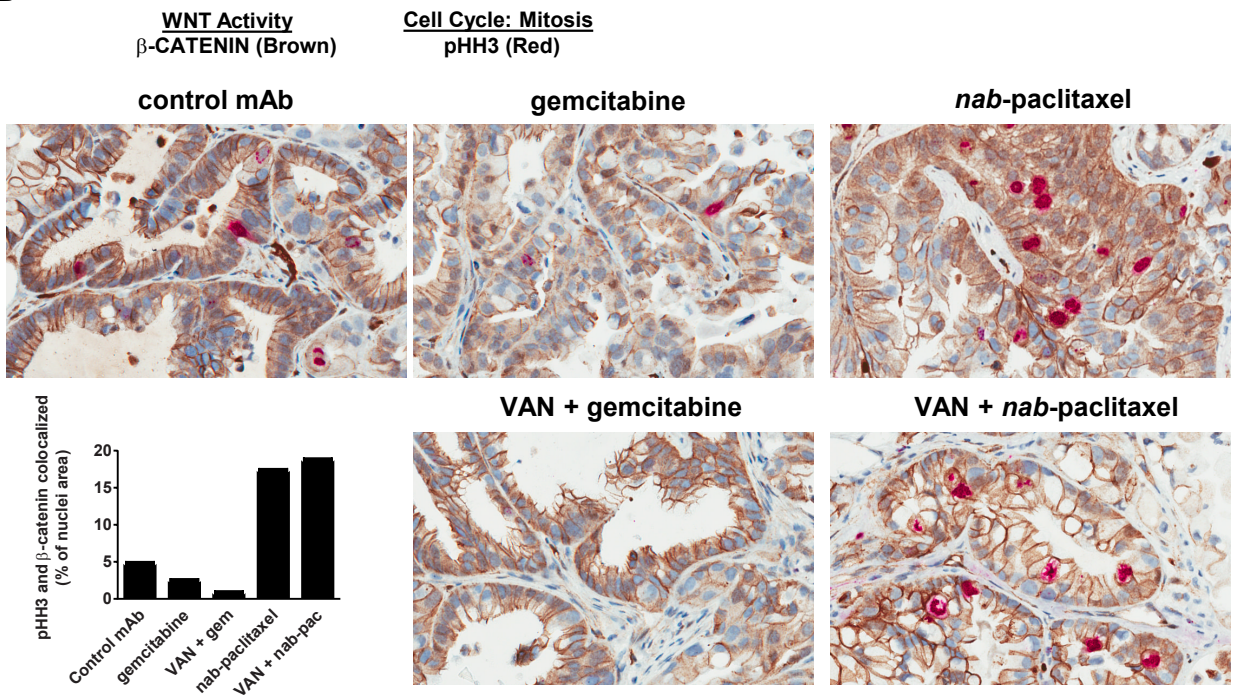 WNT Activity
β-CATENIN (Brown)
Cell Cycle: Mitosis
pHH3 (Red)
control mAb
gemcitabine
nab-paclitaxel
VAN + gemcitabine
VAN + nab-paclitaxel
pHH3 and β-catenin colocalized
(% of nuclei area)
20
15
10
5
0
Control mAb
gemcitabine
VAN + gem
nab-paclitaxel
VAN + nab-pac